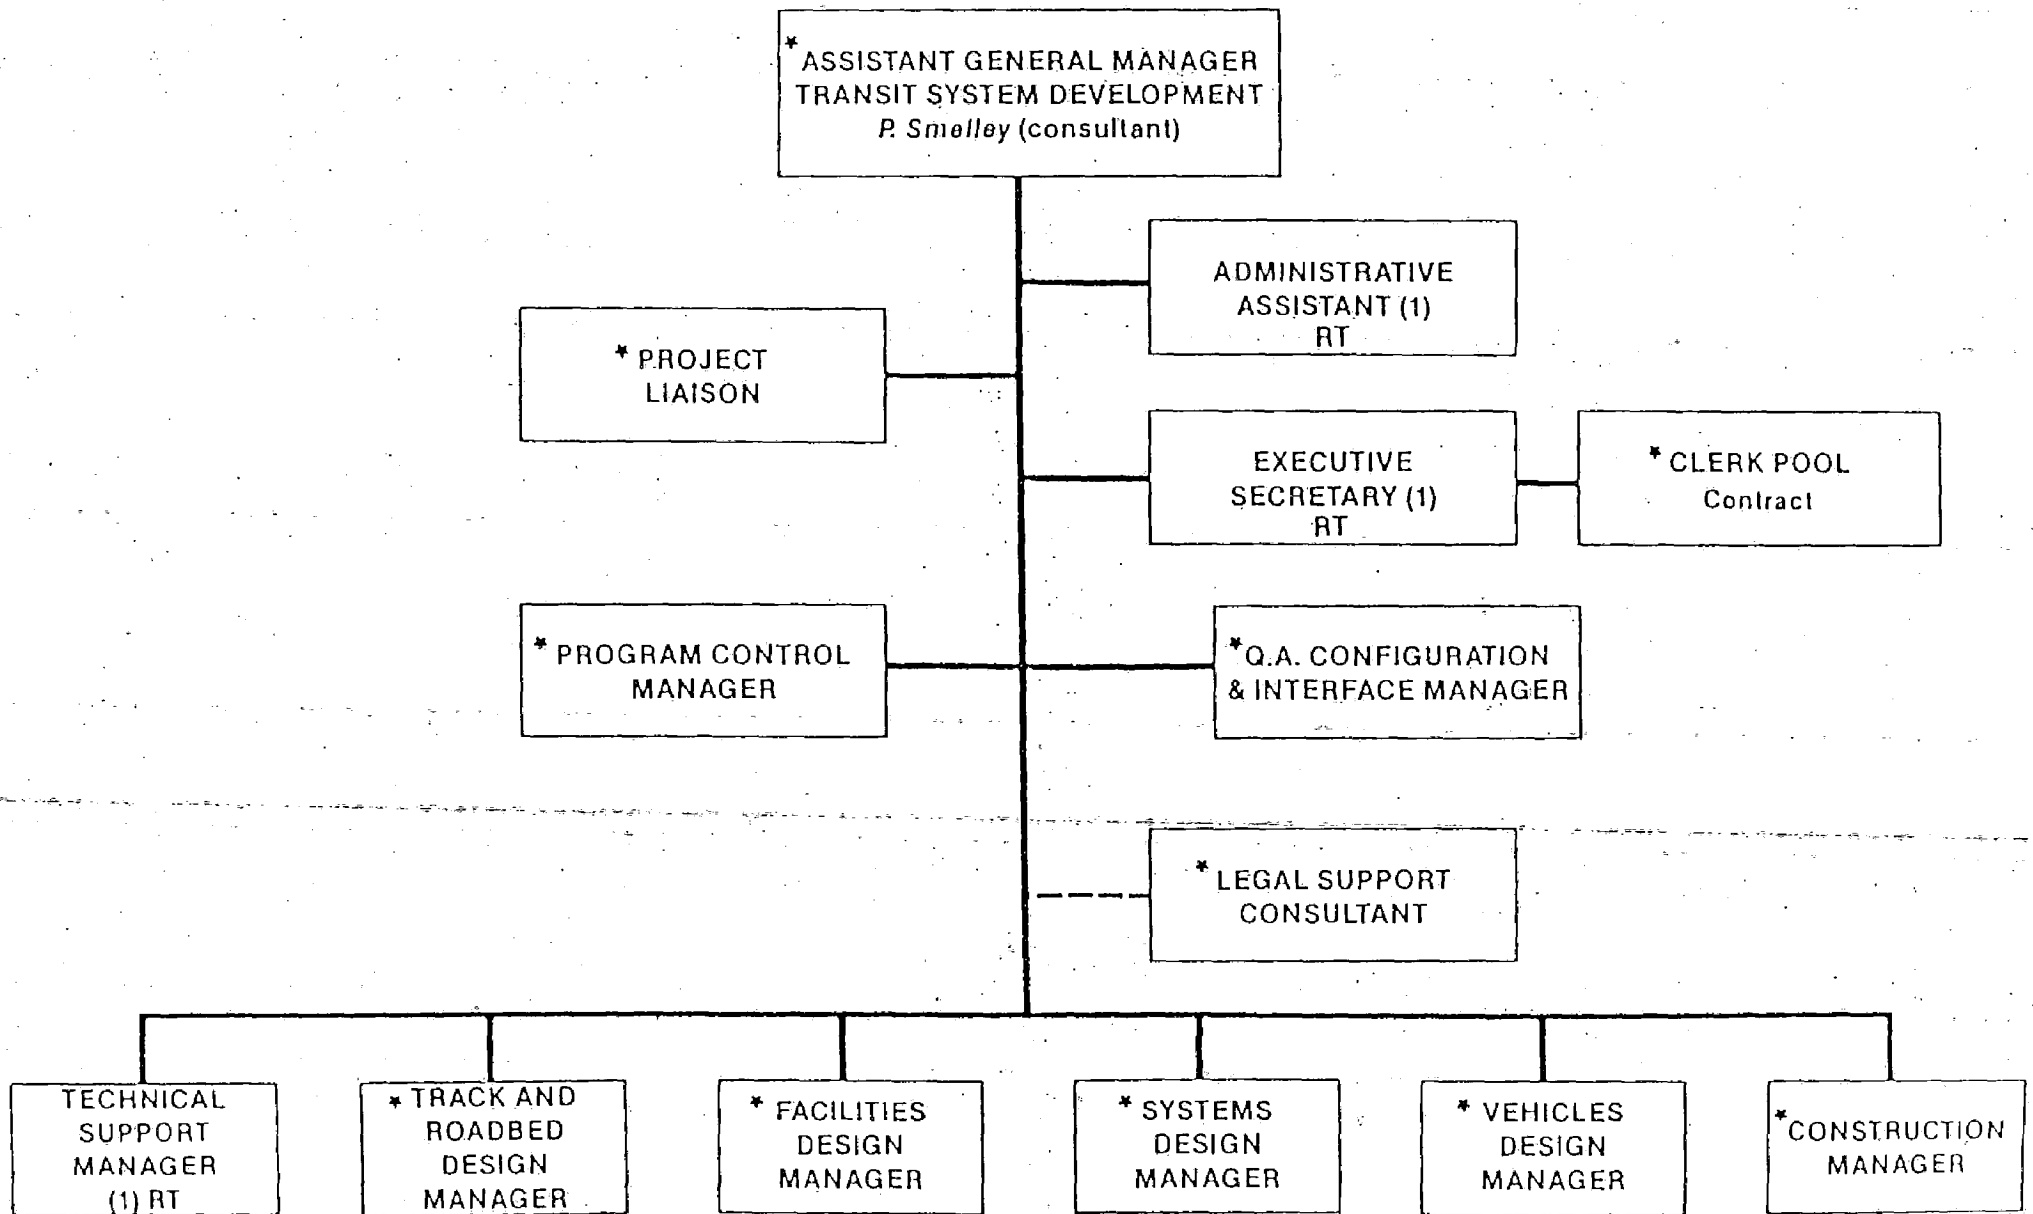 * ASSISTANT GENERAL MANAGER
TRANSIT SYSTEM DEVELOPMENT
P. Smelley (consultant)
ADMINISTRATIVE
ASSISTANT (1)
RT
* PROJECT
LIAISON
EXECUTIVE
SECRETARY (1)
RT
* CLERK POOL
Contract
* PROGRAM CONTROL
MANAGER
* Q.A. CONFIGURATION
& INTERFACE MANAGER
* LEGAL SUPPORT
CONSULTANT
TECHNICAL
SUPPORT
MANAGER
(1) RT
* TRACK AND
ROADBED
DESIGN
MANAGER
* FACILITIES
DESIGN
MANAGER
* SYSTEMS
DESIGN
MANAGER
* VEHICLES
DESIGN
MANAGER
* CONSTRUCTION
MANAGER